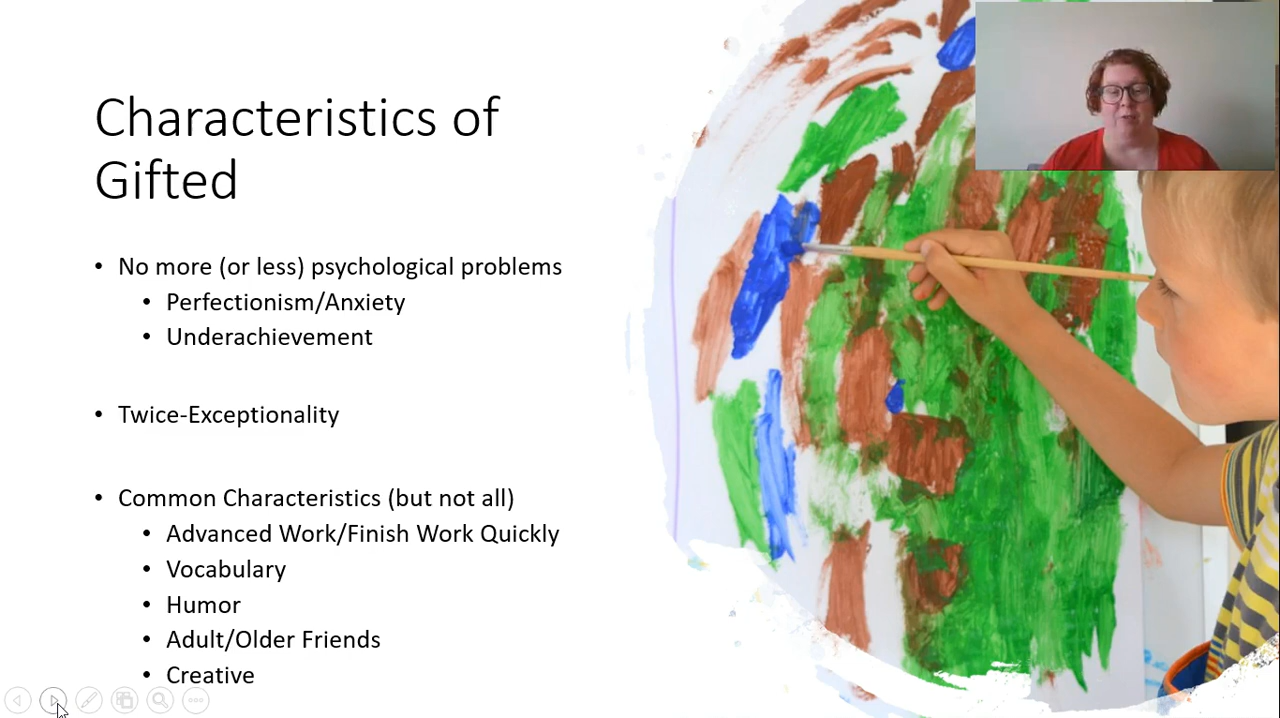 Characteristics of
Gifted
• No more (or less) psychological problems
• Perfectionism/Anxiety
• Underachievement
• Twice-Exceptionality
• Common Characteristics (but not all)
• Advanced Work/Finish Work Quickly
• Vocabulary
• Humor
• Adult/Older Friends
• Creative